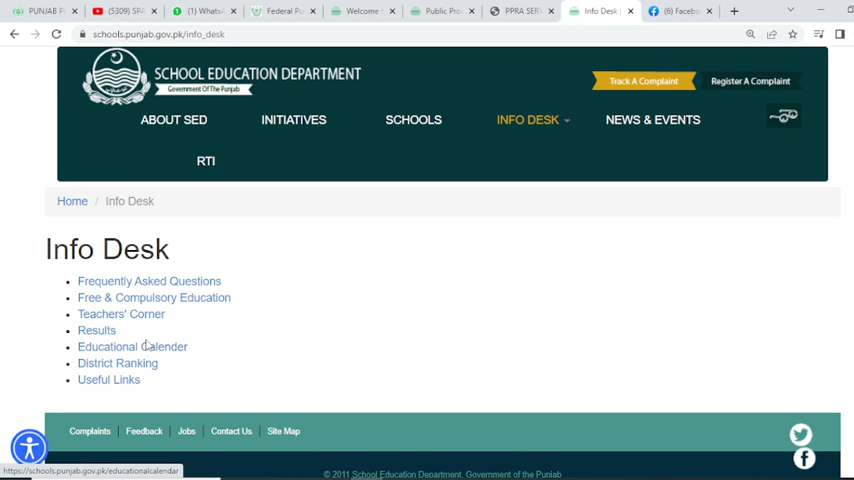 PUNJAB P
(5309) SPA
(1) WhatsA
Federal Pu
Welcome
Public Pro
PPRA SERV
Info Desk |
(6) Facebo
schools.punjab.gov.pk/info_desk
SCHOOL EDUCATION DEPARTMENT
Government Of the Punjab
Track A Complaint
Register A Complaint
ABOUT SED
INITIATIVES
SCHOOLS
INFO DESK
NEWS & EVENTS
RTI
Home / Info Desk
Info Desk
Frequently Asked Questions
Free & Compulsory Education
Teachers' Corner
Results
Educational Calender
District Ranking
Useful Links
Complaints
Feedback
Jobs
Contact Us
Site Map
https://schools.punjab.gov.pk/educationalcalendar
© 2011 School Education Department, Government of the Punjab